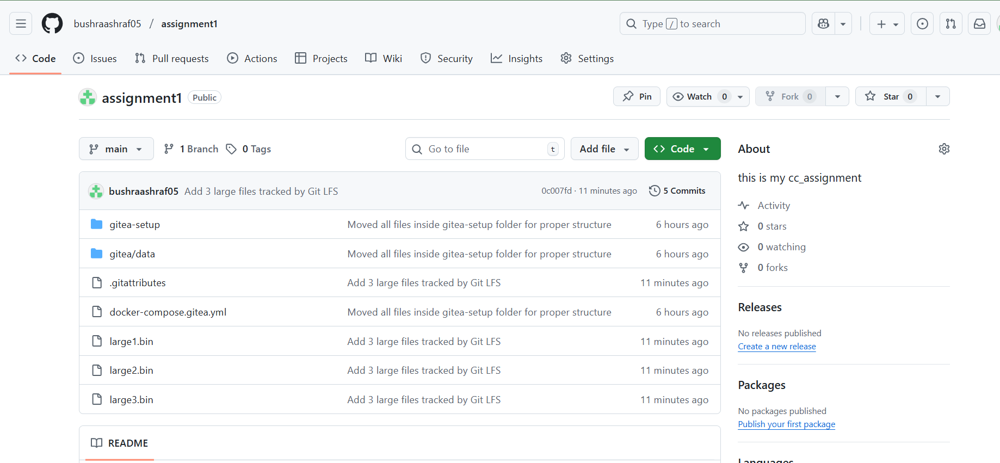 bushraashraf05 / assignment1
Type / to search
Code Issues Pull requests Actions Projects Wiki Security Insights Settings
assignment1 Public
Pin Watch 0 Fork 0 Star 0
main 1 Branch 0 Tags
Go to file t Add file Code
bushraashraf05 Add 3 large files tracked by Git LFS 0c007fd · 11 minutes ago 5 Commits
gitea-setup Moved all files inside gitea-setup folder for proper structure 6 hours ago
gitea/data Moved all files inside gitea-setup folder for proper structure 6 hours ago
.gitattributes Add 3 large files tracked by Git LFS 11 minutes ago
docker-compose.gitea.yml Moved all files inside gitea-setup folder for proper structure 6 hours ago
large1.bin Add 3 large files tracked by Git LFS 11 minutes ago
large2.bin Add 3 large files tracked by Git LFS 11 minutes ago
large3.bin Add 3 large files tracked by Git LFS 11 minutes ago
README
About
this is my cc_assignment
Activity
0 stars
0 watching
0 forks
Releases
No releases published
Create a new release
Packages
No packages published
Publish your first package
Languages